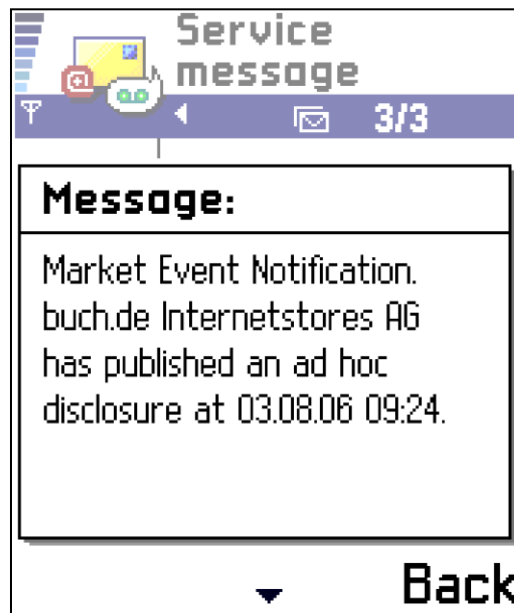 Service
message
3/3
Message:
Market Event Notification.
buch.de Internetstores AG
has published an ad hoc
disclosure at 03.08.06 09:24.
Back